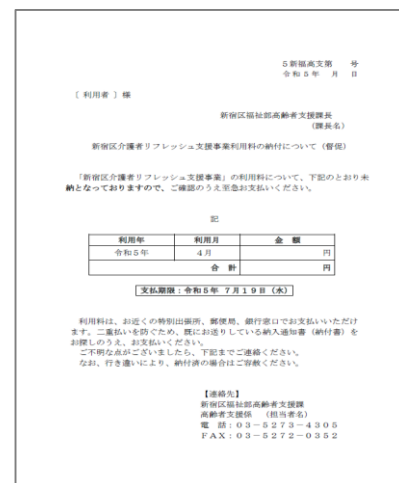 5新福高支第　　号
令和5年　月　日
〔 利用者 〕様
新宿区福祉部高齢者支援課長
（課長名）
新宿区介護者リフレッシュ支援事業利用料の納付について（督促）
「新宿区介護者リフレッシュ支援事業」の利用料について、下記のとおり未
納となっておりますので、ご確認のうえ至急お支払いください。
記
利用年　利用月　金　額
令和5年　4月　円
合　計　円
支払期限：令和5年 7月19日（水）
利用料は、お近くの特別出張所、郵便局、銀行窓口でお支払いいただけ
ます。二重払いを防ぐため、既にお送りしている納入通知書（納付書）を
お探しのうえ、お支払いください。
ご不明な点がございましたら、下記までご連絡ください。
なお、行き違いにより、納付済の場合はご容赦ください。
【連絡先】
新宿区福祉部高齢者支援課
高齢者支援係　（担当者名）
電　話：03－5273－4305
FAX：03－5272－0352